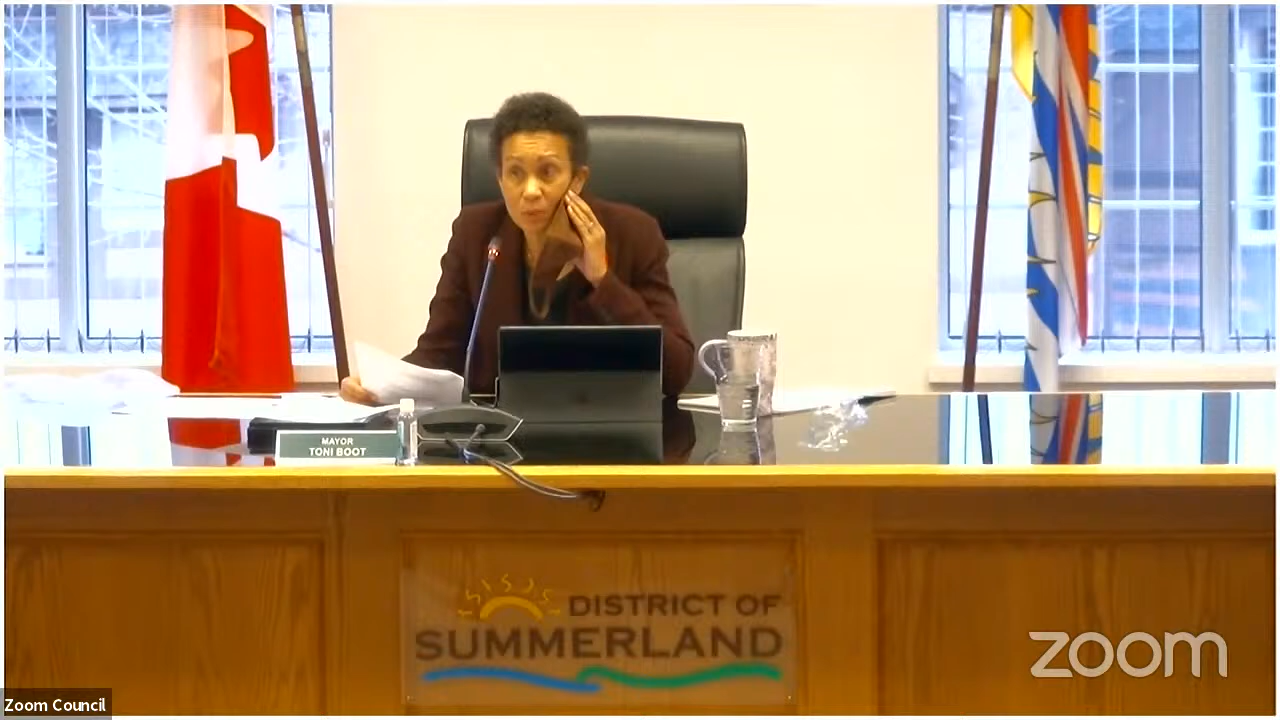 MAYOR
TONI BOOT
DISTRICT OF
SUMMERLAND
zoom
Zoom Council